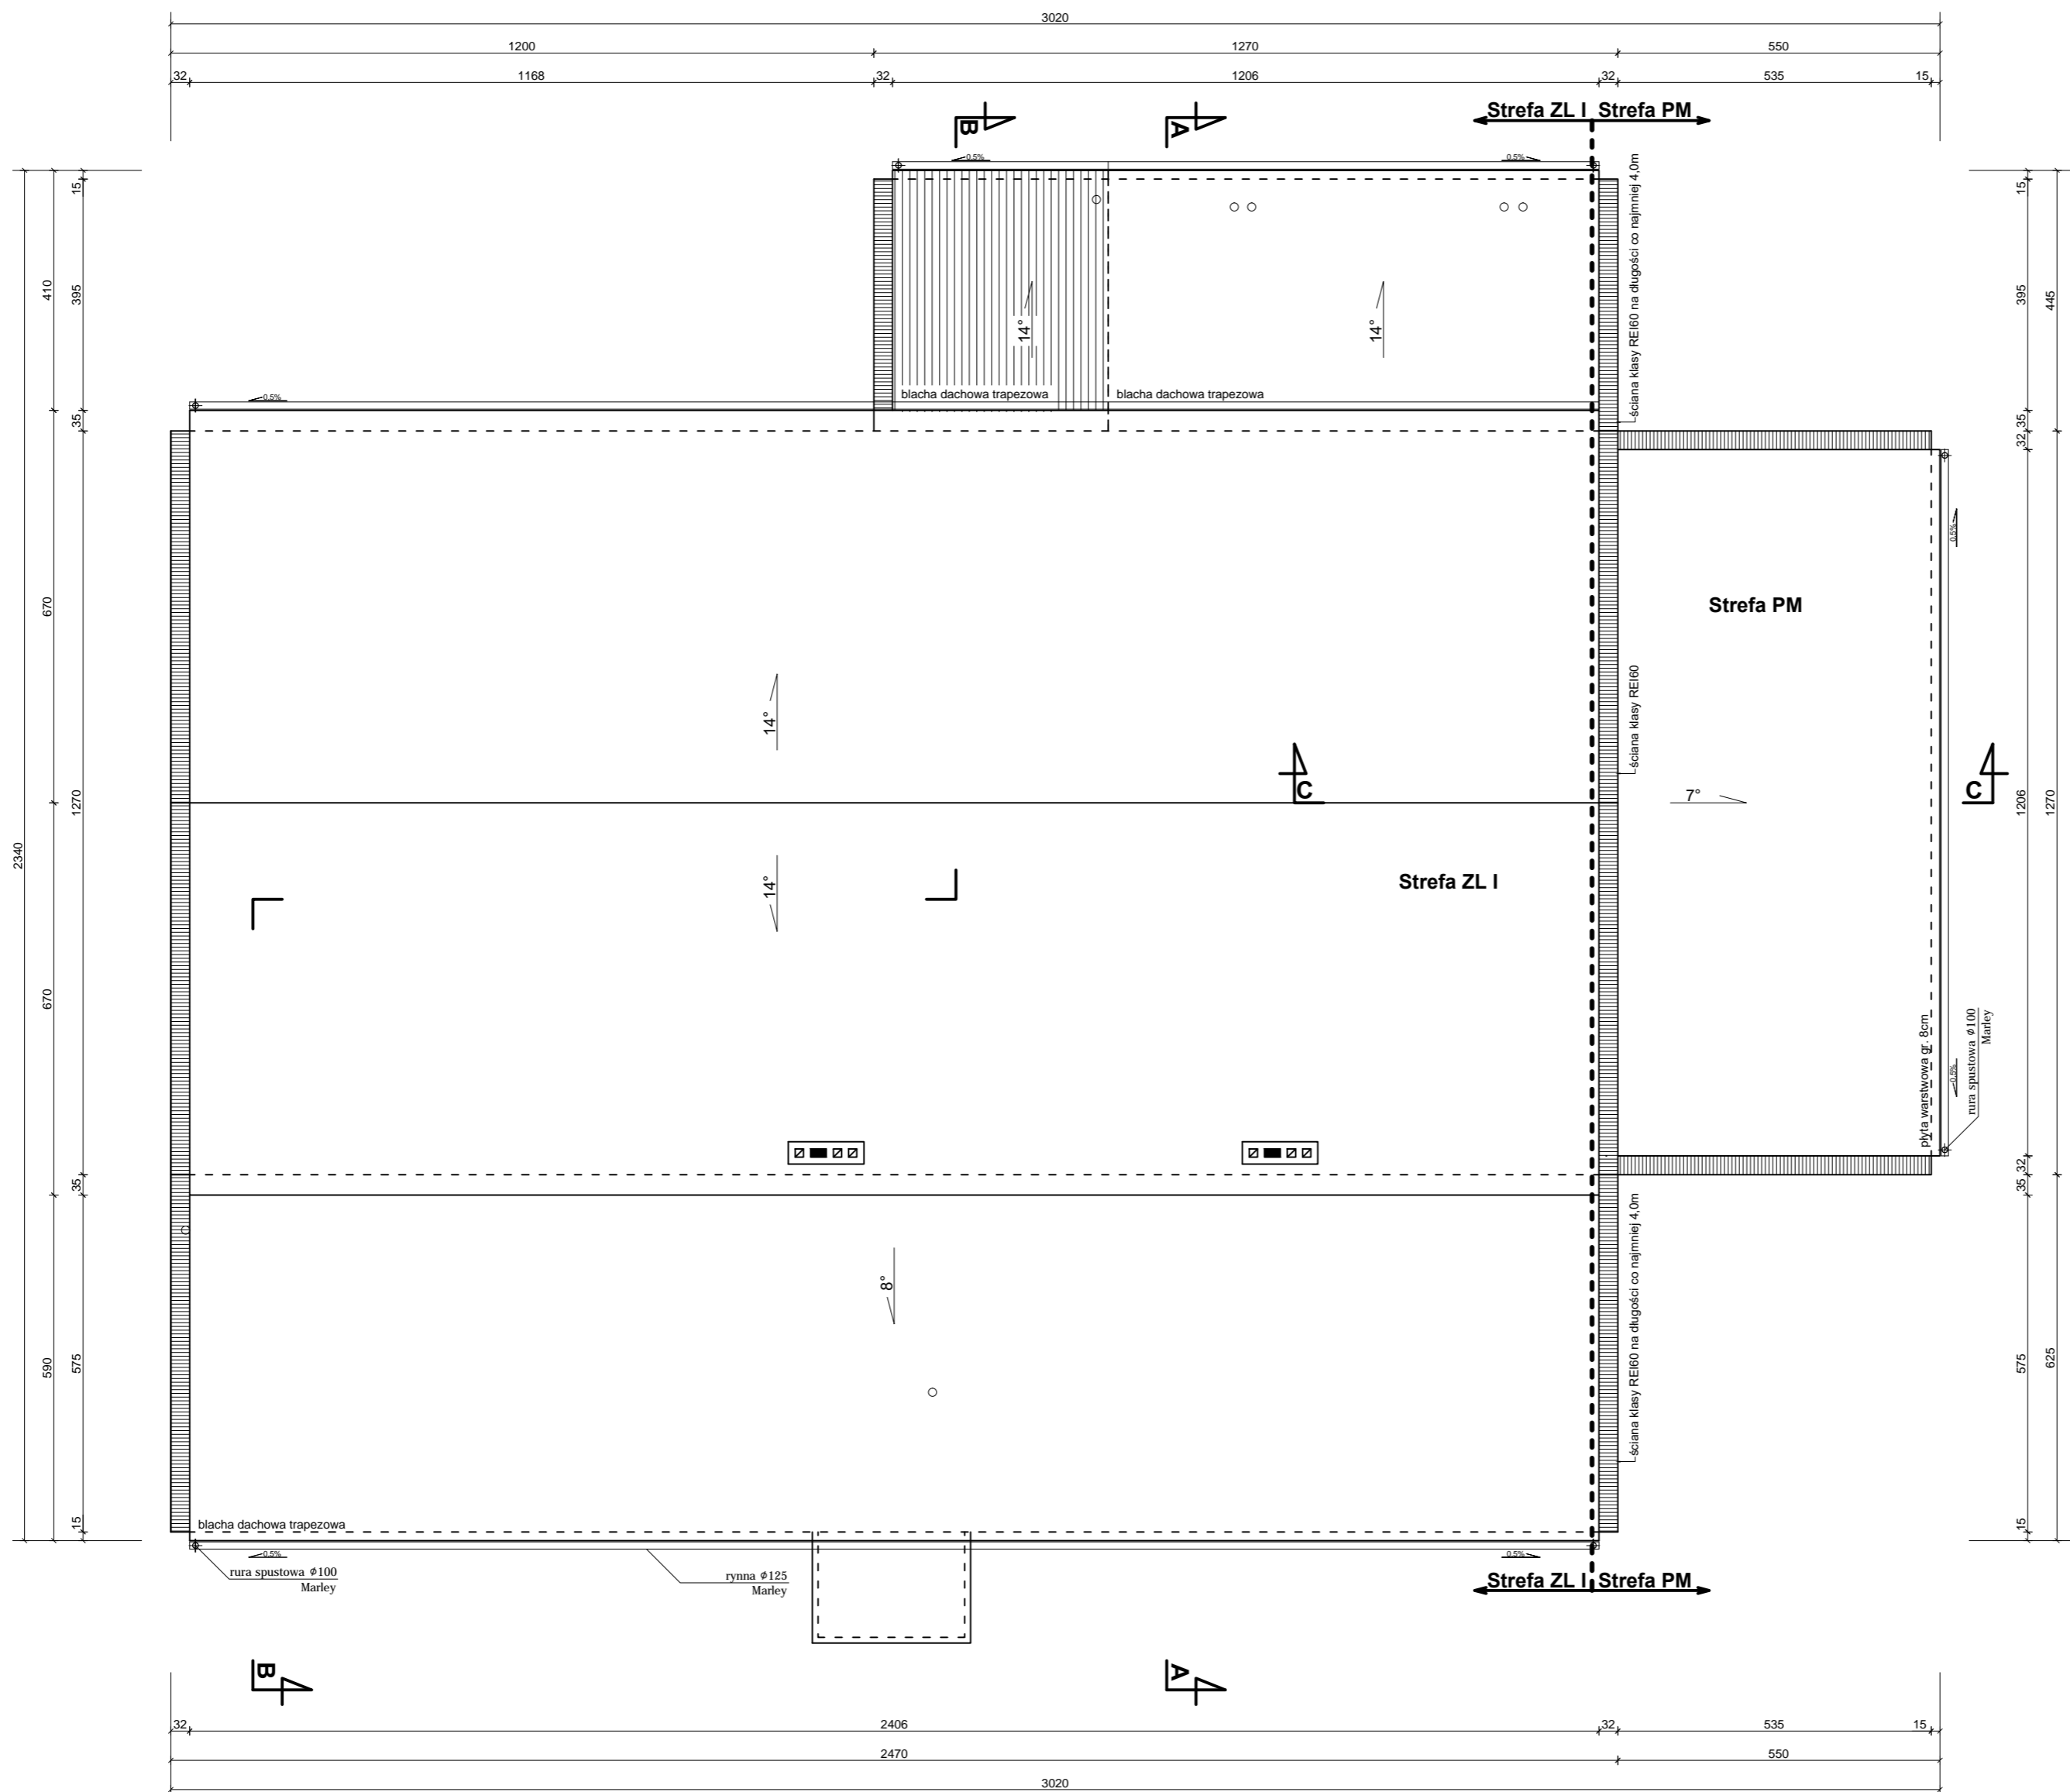 3020
1200 1270 550
32 1168 32 1206 32 535 15
B A Strefa ZL I Strefa PM
0.5% 0.5%
15 395 35 1270 35 575 15
410 670 670 590
2340
15 395 35 32 1206 32 35 575 15
445 1270 625
ściana klasy REI60 na długości co najmniej 4,0m
14° 14°
blacha dachowa trapezowa blacha dachowa trapezowa
0.5%
0.5%
Strefa PM
ściana klasy REI60
14°
C C
7°
14°
Strefa ZL I
płyta warstwowa gr. 8cm
0.5%
rura spustowa ϕ100
Marley
ściana klasy REI60 na długości co najmniej 4,0m
8°
blacha dachowa trapezowa
0.5% 0.5%
rura spustowa ϕ100
Marley
rynna ϕ125
Marley
Strefa ZL I Strefa PM
B A
32 2406 32 535 15
2470 550
3020